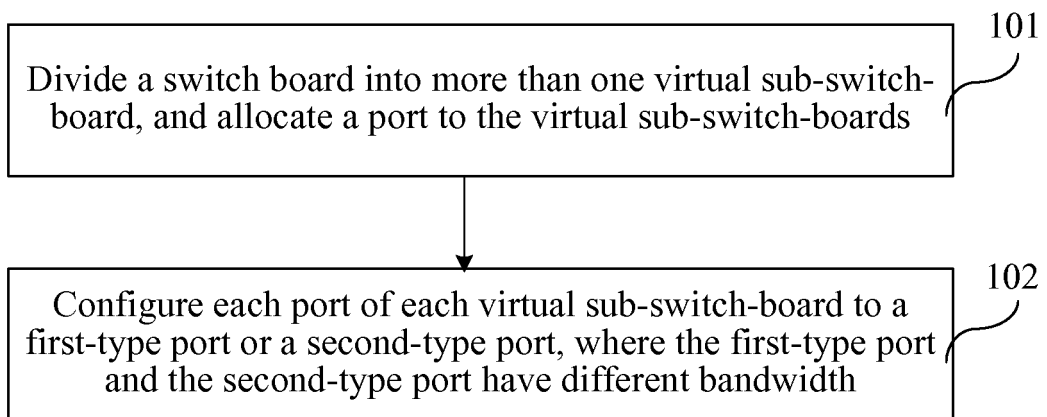 101
Divide a switch board into more than one virtual sub-switch-
board, and allocate a port to the virtual sub-switch-boards
102
Configure each port of each virtual sub-switch-board to a
first-type port or a second-type port, where the first-type port
and the second-type port have different bandwidth